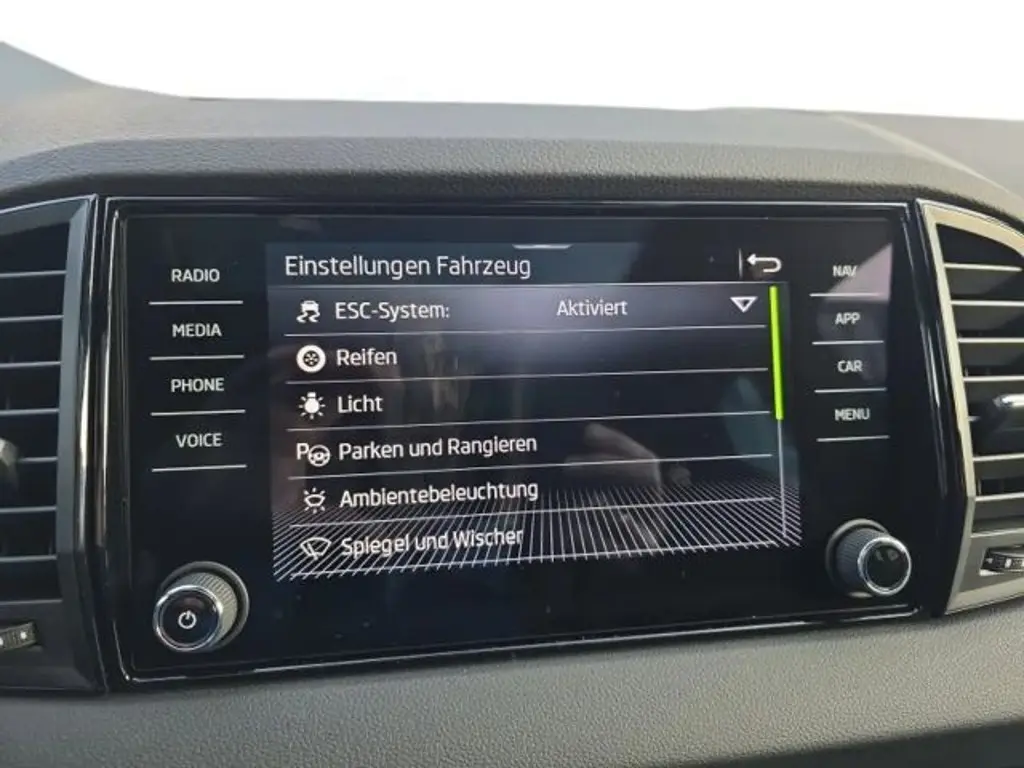 RADIO
MEDIA
PHONE
VOICE
Einstellungen Fahrzeug
ESC-System: Aktiviert
Reifen
Licht
P Parken und Rangieren
Ambientebeleuchtung
Spiegel und Wischer
NAV
APP
CAR
MENU